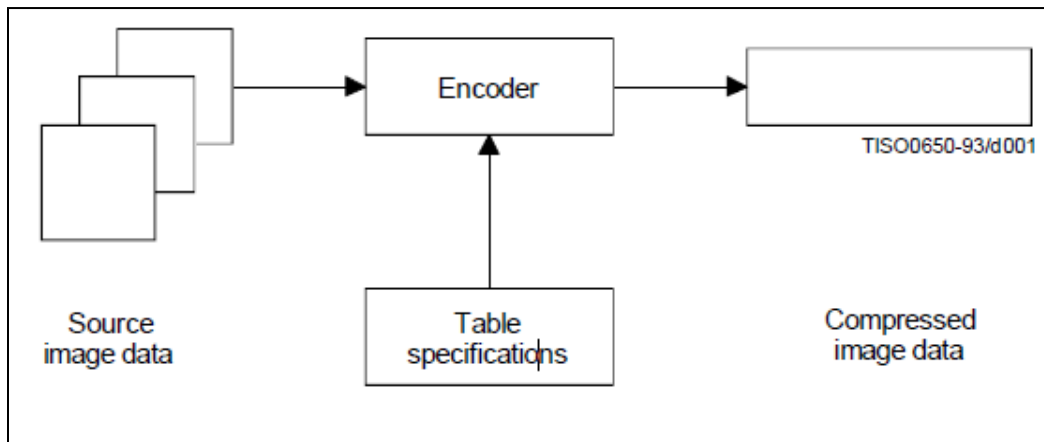 Encoder
TISO0650-93/d001
Source
image data
Table
specifications
Compressed
image data